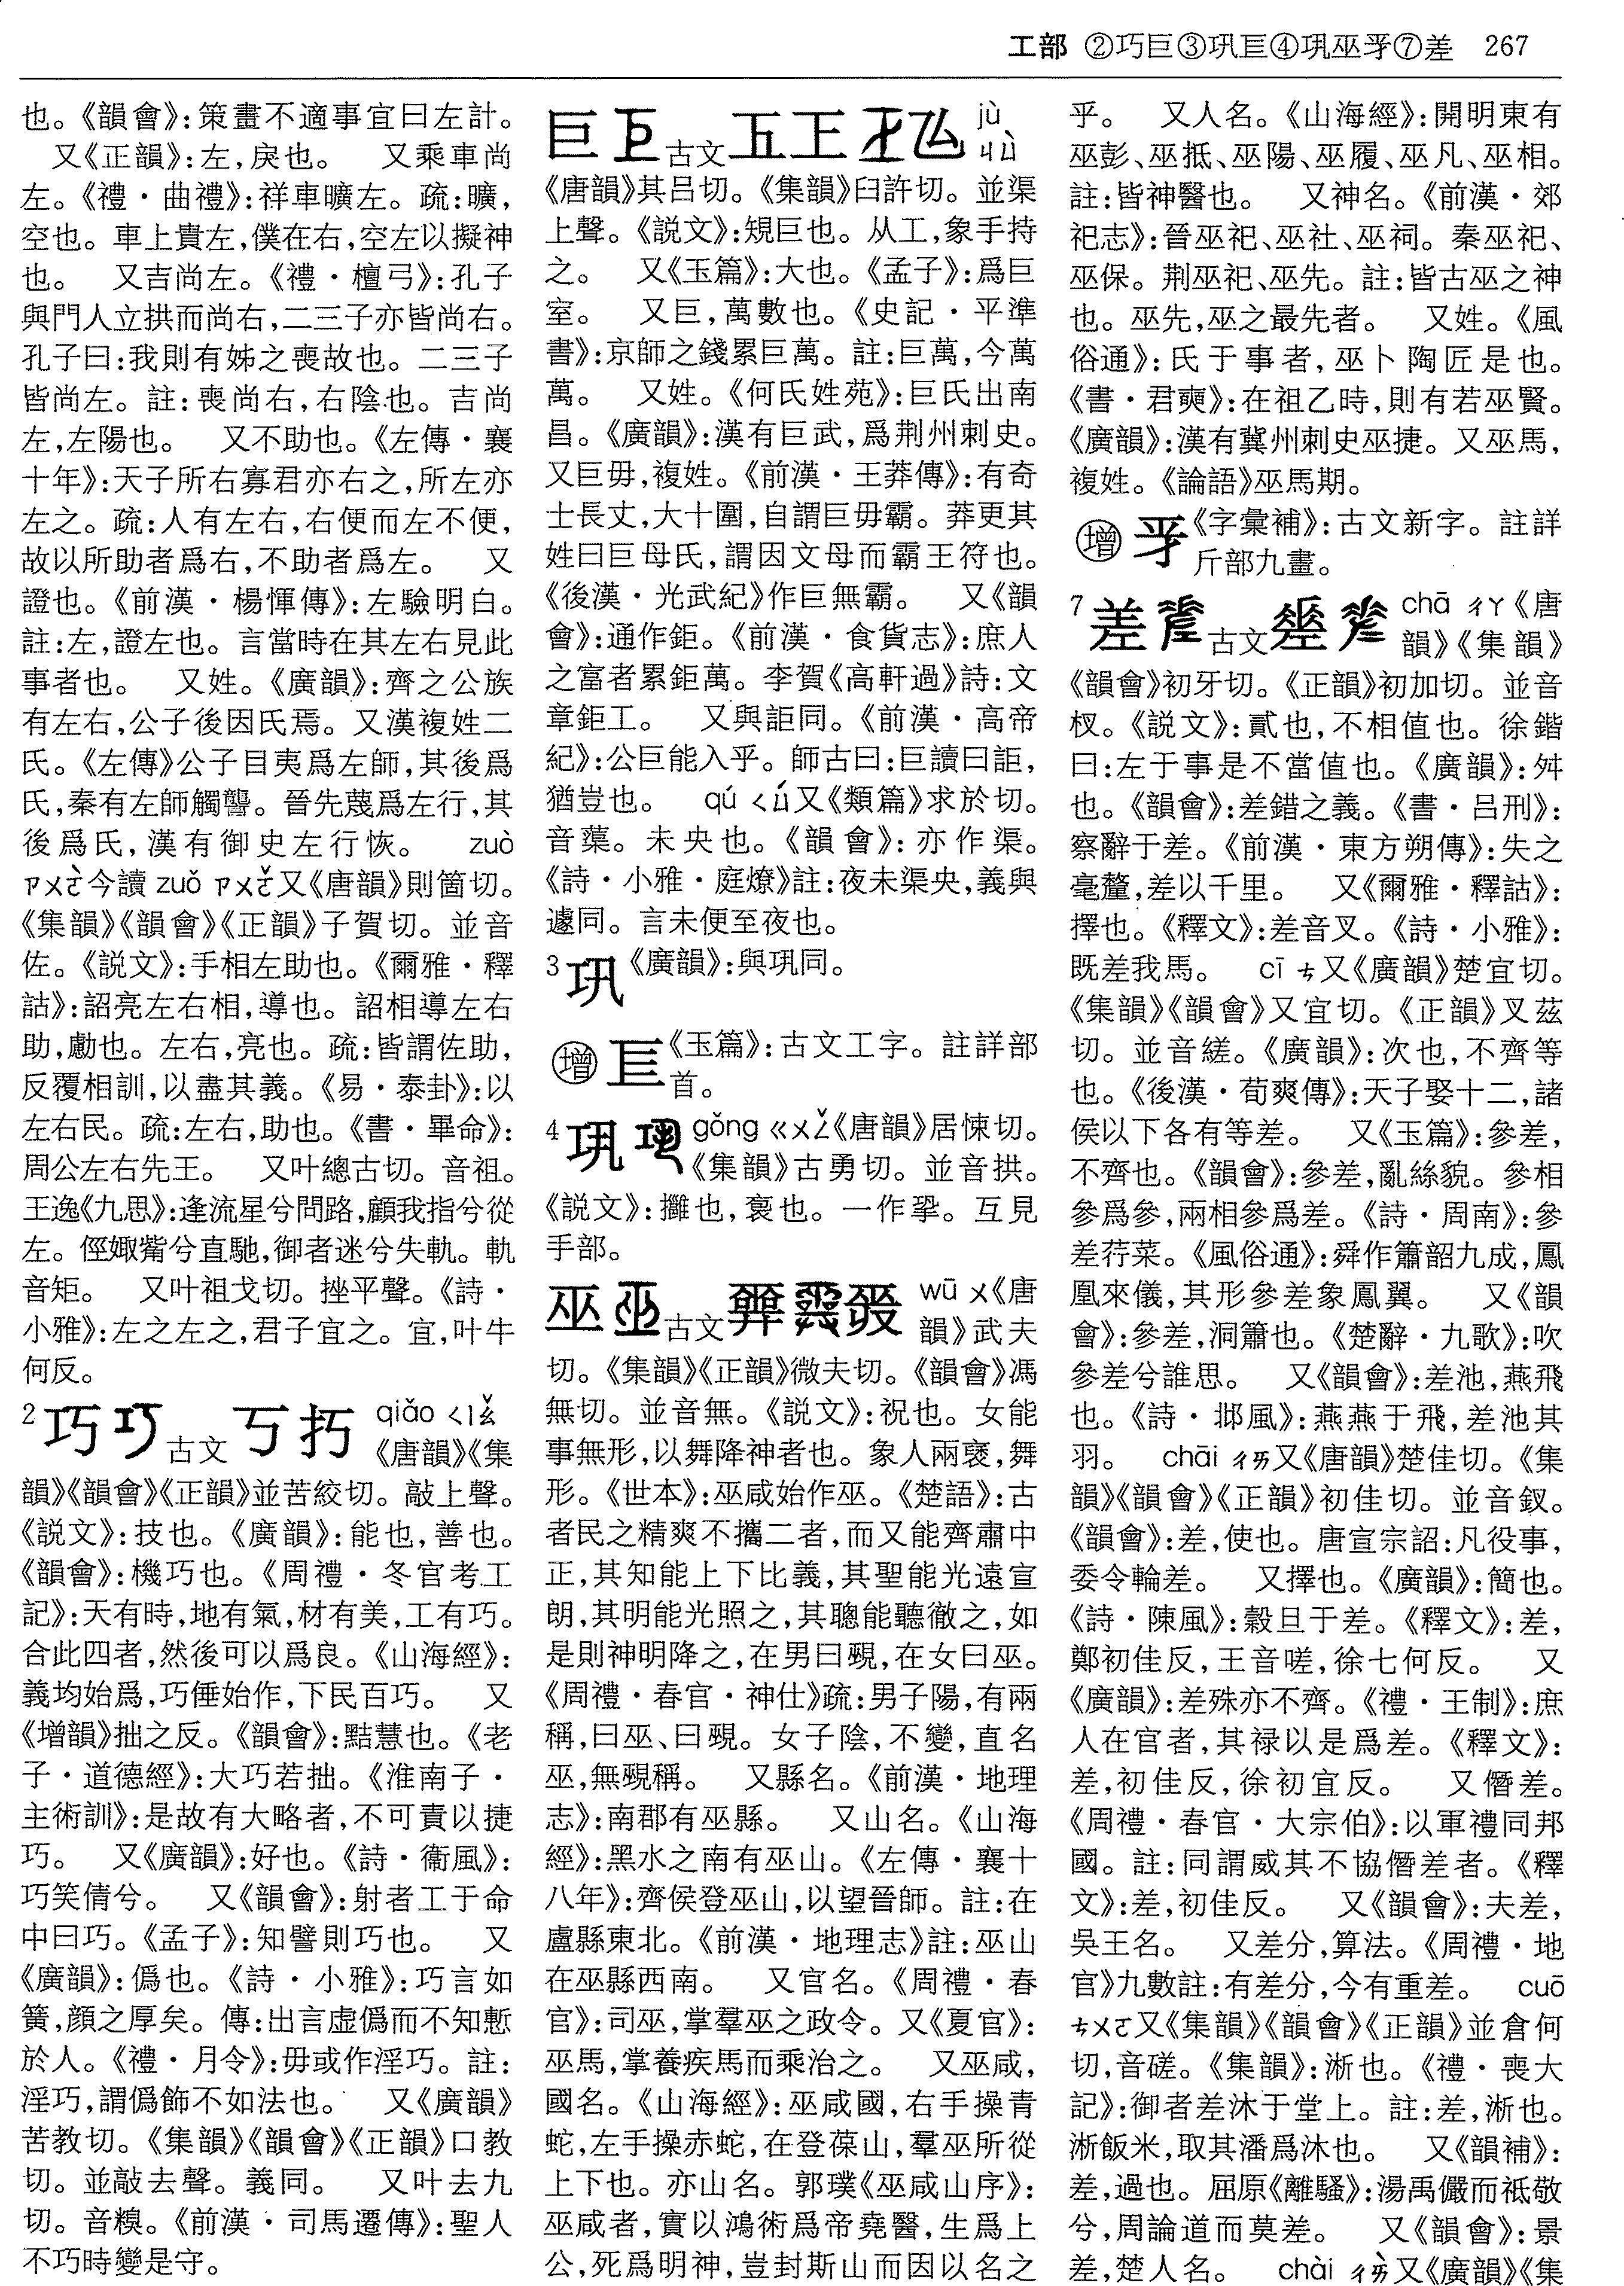 工部 ②巧巨③㺬𢀑④巩巫𢀡⑦差 267
也。《韻會》:策畫不適事宜曰左計。
又《正韻》:左,戾也。 又乘車尚
左。《禮·曲禮》:祥車曠左。疏:曠,
空也。車上貴左,僕在右,空左以擬神
也。 又吉尚左。《禮·檀弓》:孔子
與門人立拱而尚右,二三子亦皆尚右。
孔子曰:我則有姊之喪故也。二三子
皆尚左。註:喪尚右,右陰也。吉尚
左,左陽也。 又不助也。《左傳·襄
十年》:天子所右寡君亦右之,所左亦
左之。疏:人有左右,右便而左不便,
故以所助者爲右,不助者爲左。 又
證也。《前漢·楊惲傳》:左驗明白。
註:左,證左也。言當時在其左右見此
事者也。 又姓。《廣韻》:齊之公族
有左右,公子後因氏焉。又漢複姓二
氏。《左傳》公子目夷爲左師,其後爲
氏,秦有左師觸讋。晉先蔑爲左行,其
後爲氏,漢有御史左行恢。 zuò
ㄗㄨㄛˋ今讀 zuǒ ㄗㄨㄛˇ又《唐韻》則箇切。
《集韻》《韻會》《正韻》子賀切。並音
佐。《説文》:手相左助也。《爾雅·釋
詁》:詔亮左右相,導也。詔相導左右
助,勴也。左右,亮也。疏:皆謂佐助,
反覆相訓,以盡其義。《易·泰卦》:以
左右民。疏:左右,助也。《書·畢命》:
周公左右先王。 又叶總古切。音祖。
王逸《九思》:逢流星兮問路,顧我指兮從
左。俓娵觜兮直馳,御者迷兮失軌。軌
音矩。 又叶祖戈切。挫平聲。《詩·
小雅》:左之左之,君子宜之。宜,叶牛
何反。
2 巧 巧 古文 丂 㧃 qiǎo ㄑㄧㄠˇ
《唐韻》《集
韻》《韻會》《正韻》並苦絞切。敲上聲。
《説文》:技也。《廣韻》:能也,善也。
《韻會》:機巧也。《周禮·冬官考工
記》:天有時,地有氣,材有美,工有巧。
合此四者,然後可以爲良。《山海經》:
義均始爲,巧倕始作,下民百巧。 又
《增韻》拙之反。《韻會》:黠慧也。《老
子·道德經》:大巧若拙。《淮南子·
主術訓》:是故有大略者,不可責以捷
巧。 又《廣韻》:好也。《詩·衞風》:
巧笑倩兮。 又《韻會》:射者工于命
中曰巧。《孟子》:知譬則巧也。 又
《廣韻》:僞也。《詩·小雅》:巧言如
簧,顔之厚矣。傳:出言虛僞而不知慙
於人。《禮·月令》:毋或作淫巧。註:
淫巧,謂僞飾不如法也。 又《廣韻》
苦教切。《集韻》《韻會》《正韻》口教
切。並敲去聲。義同。 又叶去九
切。音糗。《前漢·司馬遷傳》:聖人
不巧時變是守。
巨 巨 古文 jù
ㄐㄩˋ
《唐韻》其吕切。《集韻》臼許切。並渠
上聲。《説文》:規巨也。从工,象手持
之。 又《玉篇》:大也。《孟子》:爲巨
室。 又巨,萬數也。《史記·平準
書》:京師之錢累巨萬。註:巨萬,今萬
萬。 又姓。《何氏姓苑》:巨氏出南
昌。《廣韻》:漢有巨武,爲荆州刺史。
又巨毋,複姓。《前漢·王莽傳》:有奇
士長丈,大十圍,自謂巨毋霸。莽更其
姓曰巨母氏,謂因文母而霸王符也。
《後漢·光武紀》作巨無霸。 又《韻
會》:通作鉅。《前漢·食貨志》:庶人
之富者累鉅萬。李賀《高軒過》詩:文
章鉅工。 又與詎同。《前漢·高帝
紀》:公巨能入乎。師古曰:巨讀曰詎,
猶豈也。 qú ㄑㄩˊ又《類篇》求於切。
音蕖。未央也。《韻會》:亦作渠。
《詩·小雅·庭燎》註:夜未渠央,義與
遽同。言未便至夜也。
3 㺬 《廣韻》:與巩同。
增 𢀑 《玉篇》:古文工字。註詳部
首。
4 巩 巩 gǒng ㄍㄨㄥˇ《唐韻》居悚切。
《集韻》古勇切。並音拱。
《説文》:攤也,褱也。一作㧬。互見
手部。
巫 巫 古文 wū ㄨ《唐
韻》武夫
切。《集韻》《正韻》微夫切。《韻會》馮
無切。並音無。《説文》:祝也。女能
事無形,以舞降神者也。象人兩袖,舞
形。《世本》:巫咸始作巫。《楚語》:古
者民之精爽不攜二者,而又能齊肅中
正,其知能上下比義,其聖能光遠宣
朗,其明能光照之,其聰能聽徹之,如
是則神明降之,在男曰覡,在女曰巫。
《周禮·春官·神仕》疏:男子陽,有兩
稱,曰巫、曰覡。女子陰,不變,直名
巫,無覡稱。 又縣名。《前漢·地理
志》:南郡有巫縣。 又山名。《山海
經》:黑水之南有巫山。《左傳·襄十
八年》:齊侯登巫山,以望晉師。註:在
盧縣東北。《前漢·地理志》註:巫山
在巫縣西南。 又官名。《周禮·春
官》:司巫,掌羣巫之政令。又《夏官》:
巫馬,掌養疾馬而乘治之。 又巫咸,
國名。《山海經》:巫咸國,右手操青
蛇,左手操赤蛇,在登葆山,羣巫所從
上下也。亦山名。郭璞《巫咸山序》:
巫咸者,實以鴻術爲帝堯醫,生爲上
公,死爲明神,豈封斯山而因以名之
乎。 又人名。《山海經》:開明東有
巫彭、巫抵、巫陽、巫履、巫凡、巫相。
註:皆神醫也。 又神名。《前漢·郊
祀志》:晉巫祀、巫社、巫祠。秦巫祀、
巫保。荆巫祀、巫先。註:皆古巫之神
也。巫先,巫之最先者。 又姓。《風
俗通》:氏于事者,巫卜陶匠是也。
《書·君奭》:在祖乙時,則有若巫賢。
《廣韻》:漢有冀州刺史巫捷。又巫馬,
複姓。《論語》巫馬期。
增 𢀡 《字彙補》:古文新字。註詳
斤部九畫。
7 差 差 古文 chā ㄔㄚ《唐
韻》《集韻》
《韻會》初牙切。《正韻》初加切。並音
杈。《説文》:貳也,不相值也。徐鍇
曰:左于事是不當值也。《廣韻》:舛
也。《韻會》:差錯之義。《書·吕刑》:
察辭于差。《前漢·東方朔傳》:失之
毫釐,差以千里。 又《爾雅·釋詁》:
擇也。《釋文》:差音叉。《詩·小雅》:
既差我馬。 cī ㄘ又《廣韻》楚宜切。
《集韻》《韻會》又宜切。《正韻》叉茲
切。並音縒。《廣韻》:次也,不齊等
也。《後漢·荀爽傳》:天子娶十二,諸
侯以下各有等差。 又《玉篇》:參差,
不齊也。《韻會》:參差,亂絲貌。參相
參爲參,兩相參爲差。《詩·周南》:參
差荇菜。《風俗通》:舜作簫韶九成,鳳
凰來儀,其形參差象鳳翼。 又《韻
會》:參差,洞簫也。《楚辭·九歌》:吹
參差兮誰思。 又《韻會》:差池,燕飛
也。《詩·邶風》:燕燕于飛,差池其
羽。 chāi ㄔㄞ又《唐韻》楚佳切。《集
韻》《韻會》《正韻》初佳切。並音釵。
《韻會》:差,使也。唐宣宗詔:凡役事,
委令輪差。 又擇也。《廣韻》:簡也。
《詩·陳風》:穀旦于差。《釋文》:差,
鄭初佳反,王音嗟,徐七何反。 又
《廣韻》:差殊亦不齊。《禮·王制》:庶
人在官者,其禄以是爲差。《釋文》:
差,初佳反,徐初宜反。 又僭差。
《周禮·春官·大宗伯》:以軍禮同邦
國。註:同謂威其不協僭差者。《釋
文》:差,初佳反。 又《韻會》:夫差,
吳王名。 又差分,算法。《周禮·地
官》九數註:有差分,今有重差。 cuō
ㄘㄨㄛ又《集韻》《韻會》《正韻》並倉何
切,音磋。《集韻》:淅也。《禮·喪大
記》:御者差沐于堂上。註:差,淅也。
淅飯米,取其潘爲沐也。 又《韻補》:
差,過也。屈原《離騷》:湯禹儼而祗敬
兮,周論道而莫差。 又《韻會》:景
差,楚人名。 chài ㄔㄞˋ又《廣韻》《集